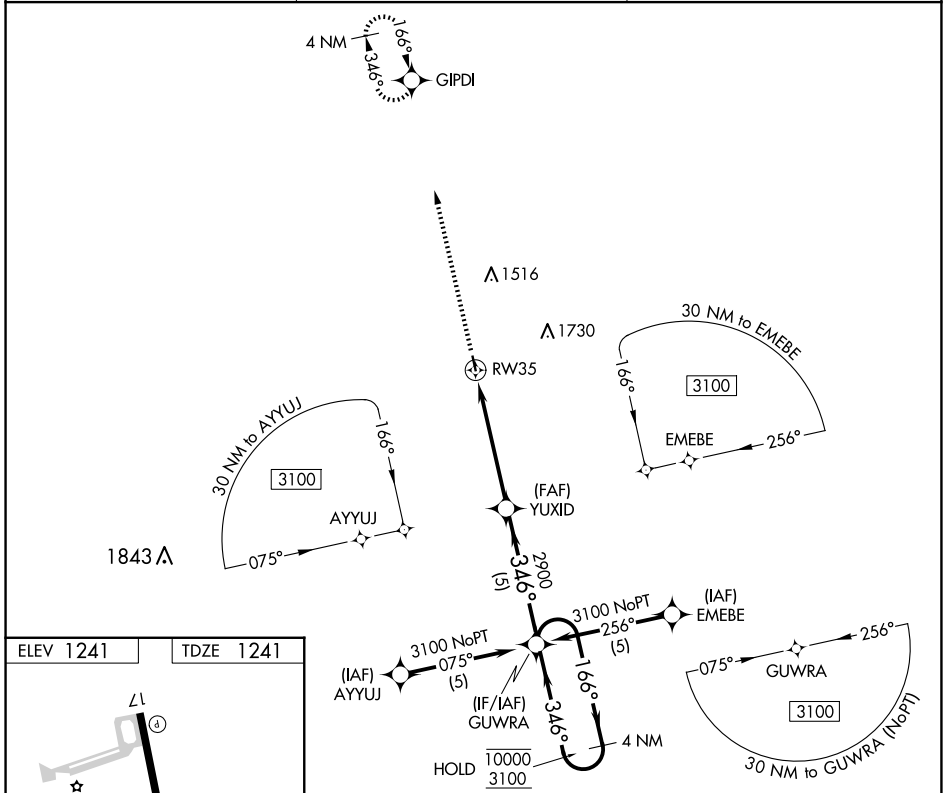 4 NM
166°
346°
GIPDI
1516
1730
RW35
30 NM to EMEBE
166°
3100
EMEBE
256°
30 NM to AYYUJ
166°
3100
AYYUJ
075°
1843
(FAF)
YUXID
2900
346°
(5)
(IAF)
EMEBE
3100 NoPT
256°
(5)
3100 NoPT
075°
(5)
(IAF)
AYYUJ
(IF/IAF)
GUWRA
166°
346°
4 NM
HOLD
10000
3100
075°
256°
GUWRA
3100
30 NM to GUWRA (NoPT)
ELEV 1241
TDZE 1241
17
P